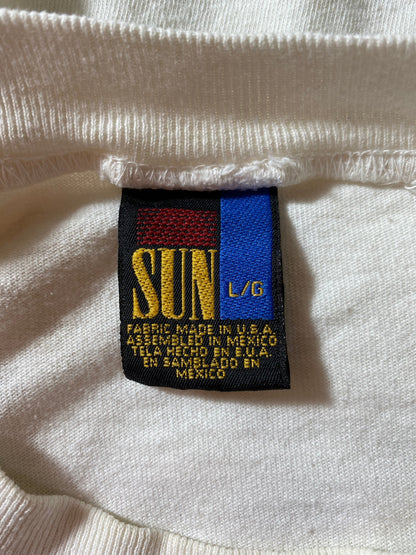 SUN
L/G
FABRIC MADE IN U.S.A.
ASSEMBLED IN MEXICO
TELA HECHO EN E.U.A.
EN SAMBLADO EN
MEXICO